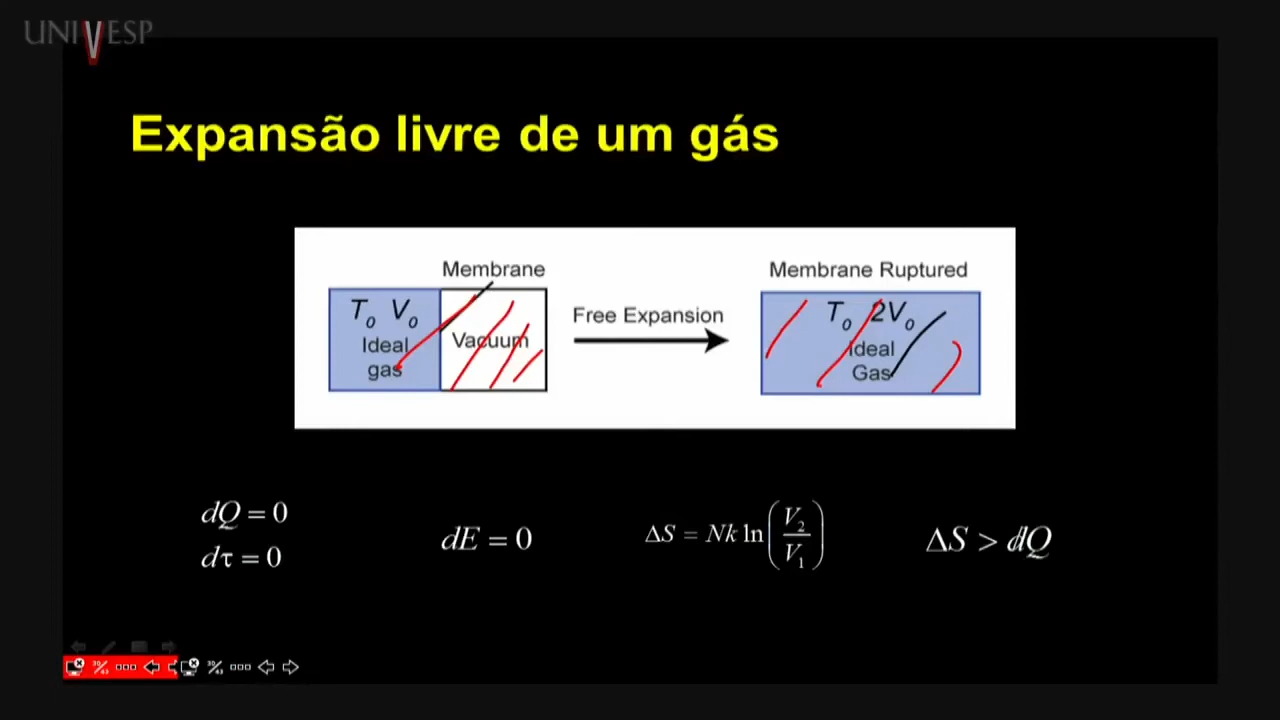 UNIVESP
Expansão livre de um gás
Membrane
Membrane Ruptured
T₀ V₀
Ideal
gas
Vacuum
Free Expansion
T₀ 2V₀
Ideal
Gas
dQ = 0
dτ = 0
dE = 0
ΔS = Nk ln(V₂/V₁)
ΔS > dQ